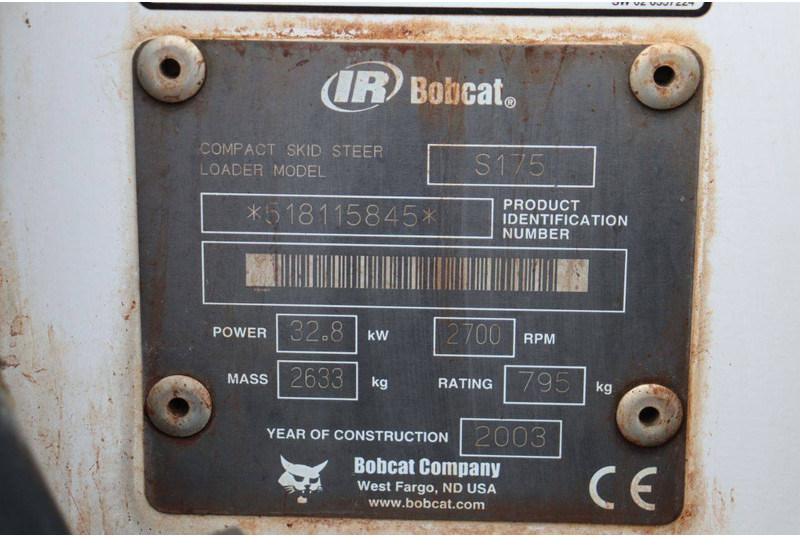 IR Bobcat®
COMPACT SKID STEER
LOADER MODEL
S175
*518115845*
PRODUCT
IDENTIFICATION
NUMBER
POWER 32.8 kW 2700 RPM
MASS 2633 kg RATING 795 kg
YEAR OF CONSTRUCTION 2003
Bobcat Company
West Fargo, ND USA
www.bobcat.com
CE